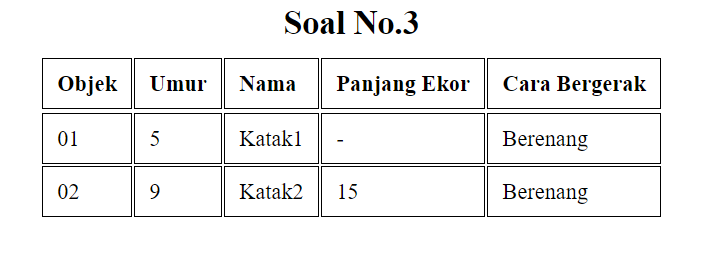 Soal No.3
Objek Umur Nama Panjang Ekor Cara Bergerak
01 5 Katak1 - Berenang
02 9 Katak2 15 Berenang